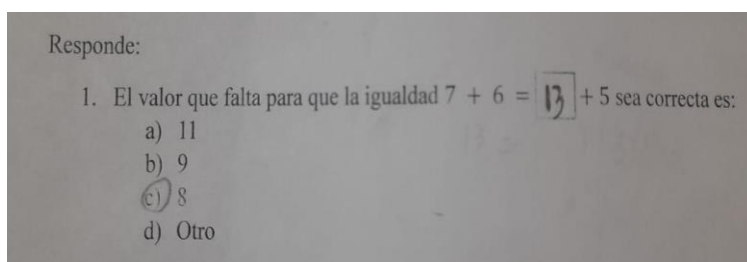 Responde:
1. El valor que falta para que la igualdad 7 + 6 = 13 + 5 sea correcta es:
a) 11
b) 9
c) 8
d) Otro